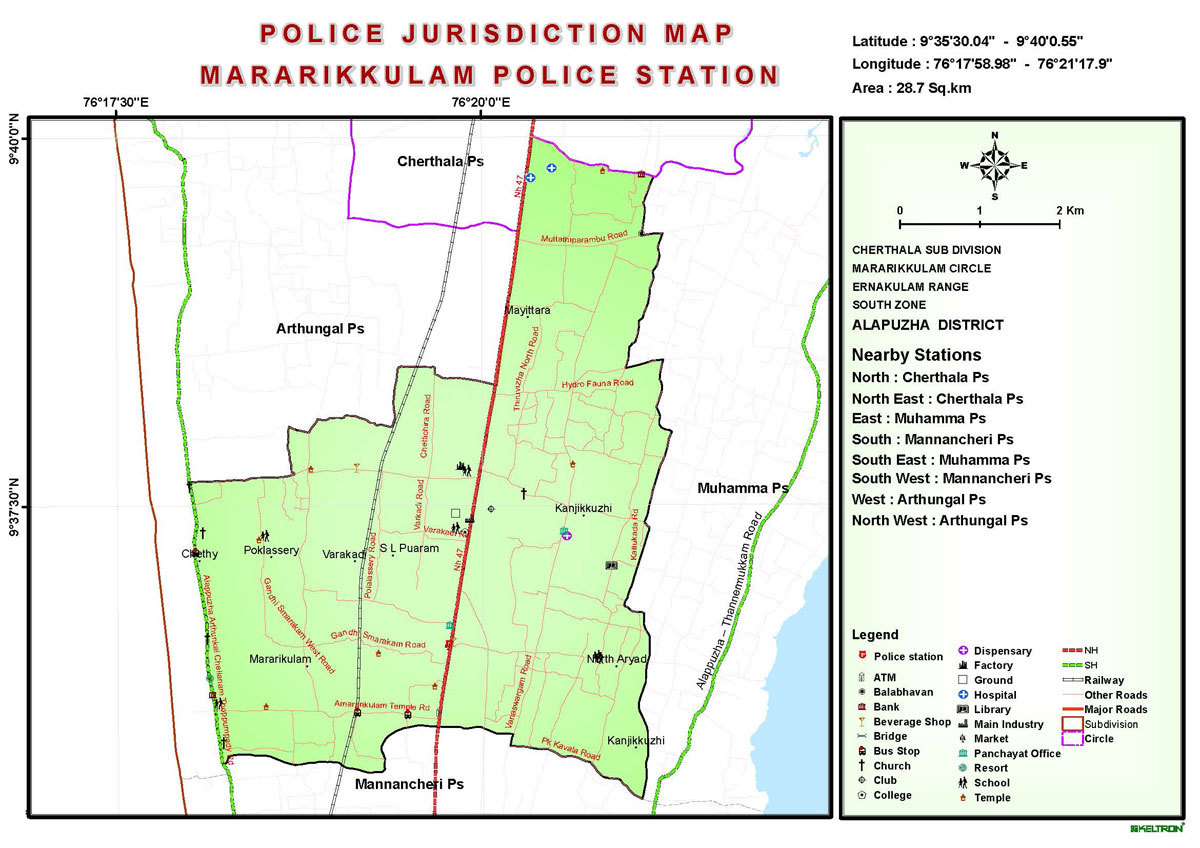 POLICE JURISDICTION MAP
MARARIKKULAM POLICE STATION
Latitude : 9°35'30.04" - 9°40'0.55"
Longitude : 76°17'58.98" - 76°21'17.9"
Area : 28.7 Sq.km
76°17'30"E
76°20'0"E
9°40'0"N
9°37'30"N
Cherthala Ps
Nh 47
Muttathiparambu Road
Mayittara
Arthungal Ps
Thiruvizha North Road
Hydro Fauna Road
Chettichira Road
Muhamma Ps
Varkadi Road
Kanjikkuzhi
Kattukada Rd
Chethy
Poklassery
Varakadi
S L Puaram
Nh 47
Alappuzha Arthunkal Chellanam Thoppumpady
Gandhi Smarakam West Road
Gandhi Smarakam Road
Mararikulam
North Aryad
Varaswargam Road
Alappuzha – Thannermukkam Road
Amarankulam Temple Rd
Pk Kavala Road
Kanjikkuzhi
Mannancheri Ps
N
W E
S
0 1 2 Km
CHERTHALA SUB DIVISION
MARARIKKULAM CIRCLE
ERNAKULAM RANGE
SOUTH ZONE
ALAPUZHA DISTRICT
Nearby Stations
North : Cherthala Ps
North East : Cherthala Ps
East : Muhamma Ps
South : Mannancheri Ps
South East : Muhamma Ps
South West : Mannancheri Ps
West : Arthungal Ps
North West : Arthungal Ps
Legend
Police station
ATM
Balabhavan
Bank
Beverage Shop
Bridge
Bus Stop
Church
Club
College
Dispensary
Factory
Ground
Hospital
Library
Main Industry
Market
Panchayat Office
Resort
School
Temple
NH
SH
Railway
Other Roads
Major Roads
Subdivision
Circle
KELTRON